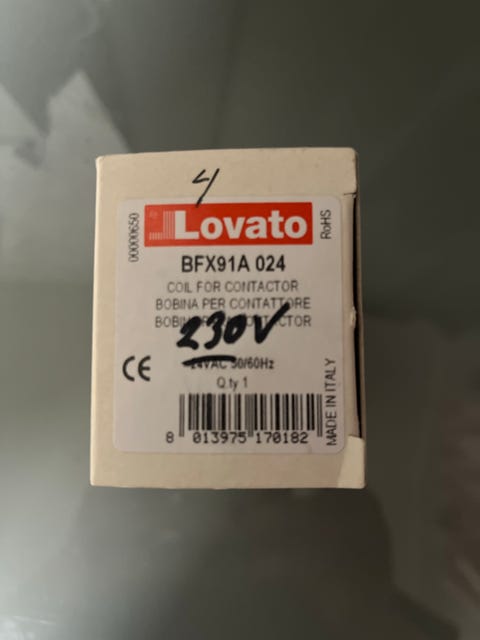 4
Lovato
00000650
RoHS
BFX91A 024
COIL FOR CONTACTOR
BOBINA PER CONTATTORE
230V
24VAC 50/60Hz
Q.ty 1
CE
MADE IN ITALY
8 013975 170182